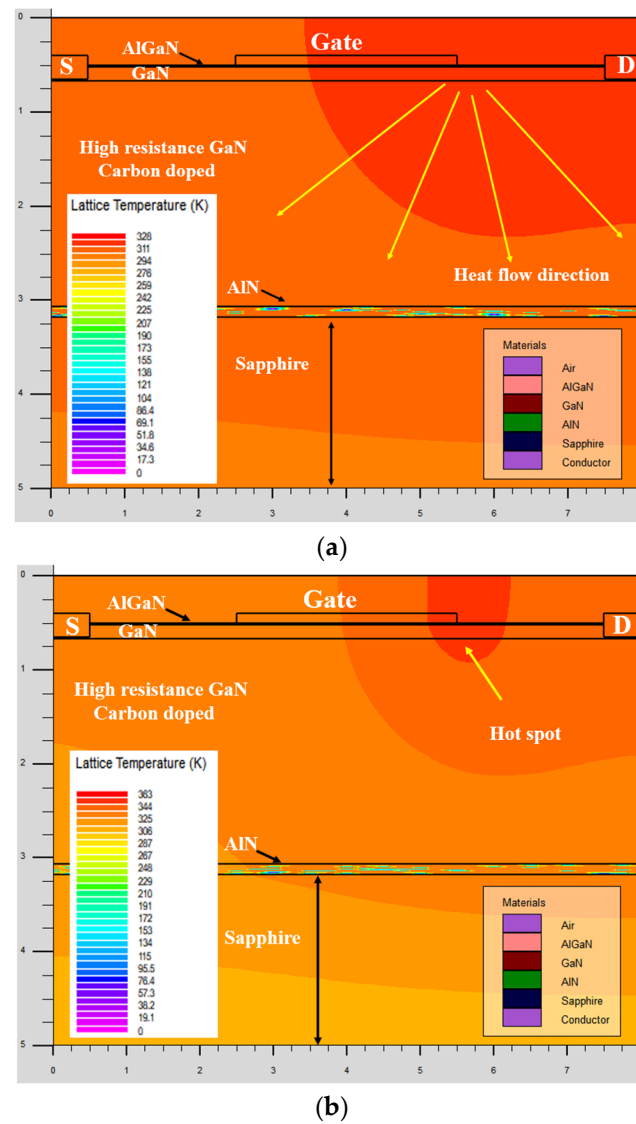 0
AlGaN
Gate
S
D
GaN
1
High resistance GaN
Carbon doped
2
Lattice Temperature (K)
328
311
294
276
259
242
225
207
190
173
155
138
121
104
86.4
69.1
51.8
34.6
17.3
0
Heat flow direction
AlN
3
Sapphire
Materials
Air
AlGaN
GaN
AlN
Sapphire
Conductor
4
5
0 1 2 3 4 5 6 7
(a)
0
AlGaN
Gate
S
D
GaN
1
High resistance GaN
Carbon doped
Hot spot
2
Lattice Temperature (K)
363
344
325
306
287
267
248
229
210
191
172
153
134
115
95.5
76.4
57.3
38.2
19.1
0
AlN
3
Sapphire
Materials
Air
AlGaN
GaN
AlN
Sapphire
Conductor
4
5
0 1 2 3 4 5 6 7
(b)